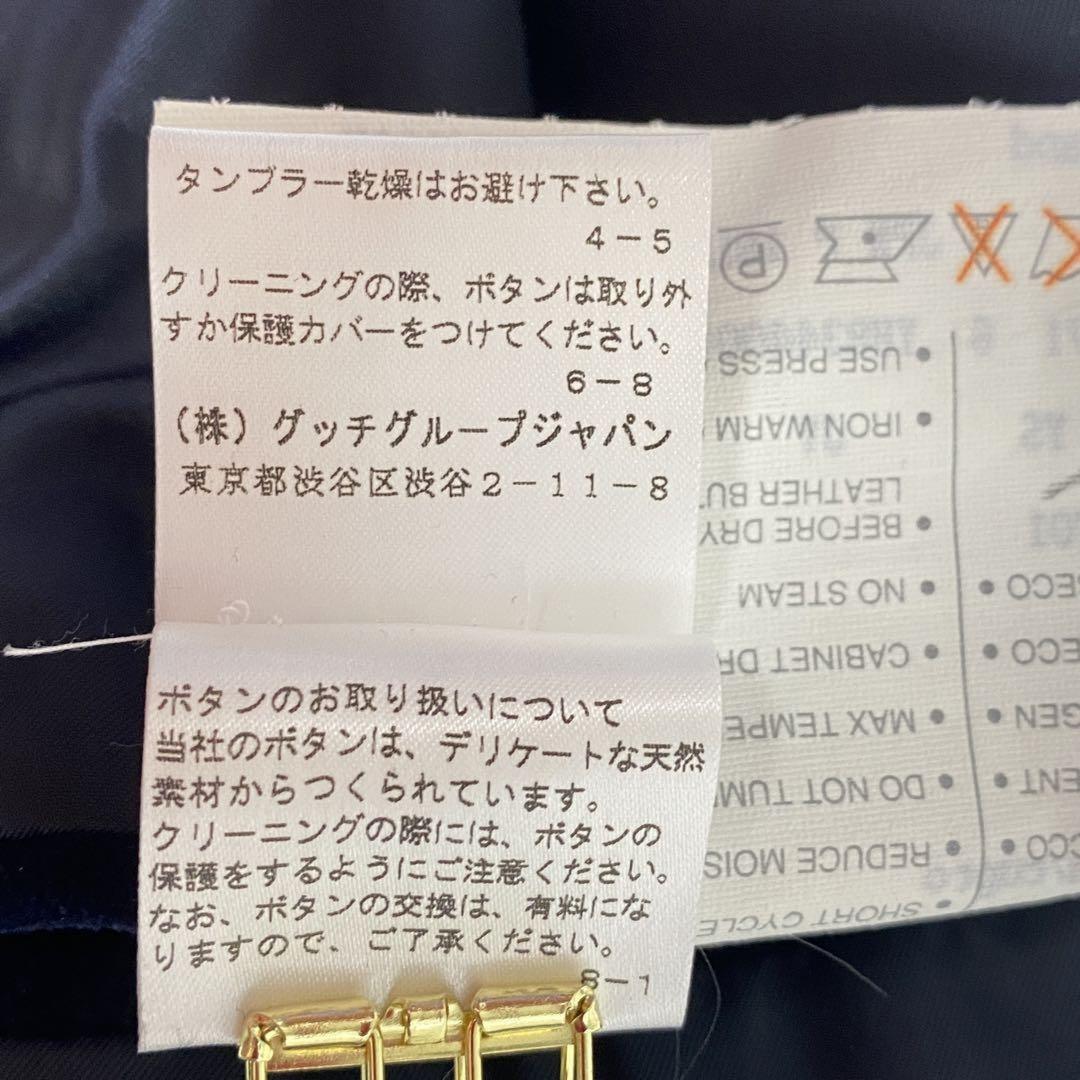 タンブラー乾燥はお避け下さい。
4-5
クリーニングの際、ボタンは取り外
すか保護カバーをつけてください。
6-8
(株)グッチグループジャパン
東京都渋谷区渋谷2-11-8
ボタンのお取り扱いについて
当社のボタンは、デリケートな天然
素材からつくられています。
クリーニングの際には、ボタンの
保護をするようにご注意ください。
なお、ボタンの交換は、有料にな
りますので、ご了承ください。
8-1
P
• SHORT CYCLE
• REDUCE MOIS
• DO NOT TUM
• MAX TEMPE
• CABINET DR
• NO STEAM
• BEFORE DRY
LEATHER BUT
• IRON WARM
• USE PRESS